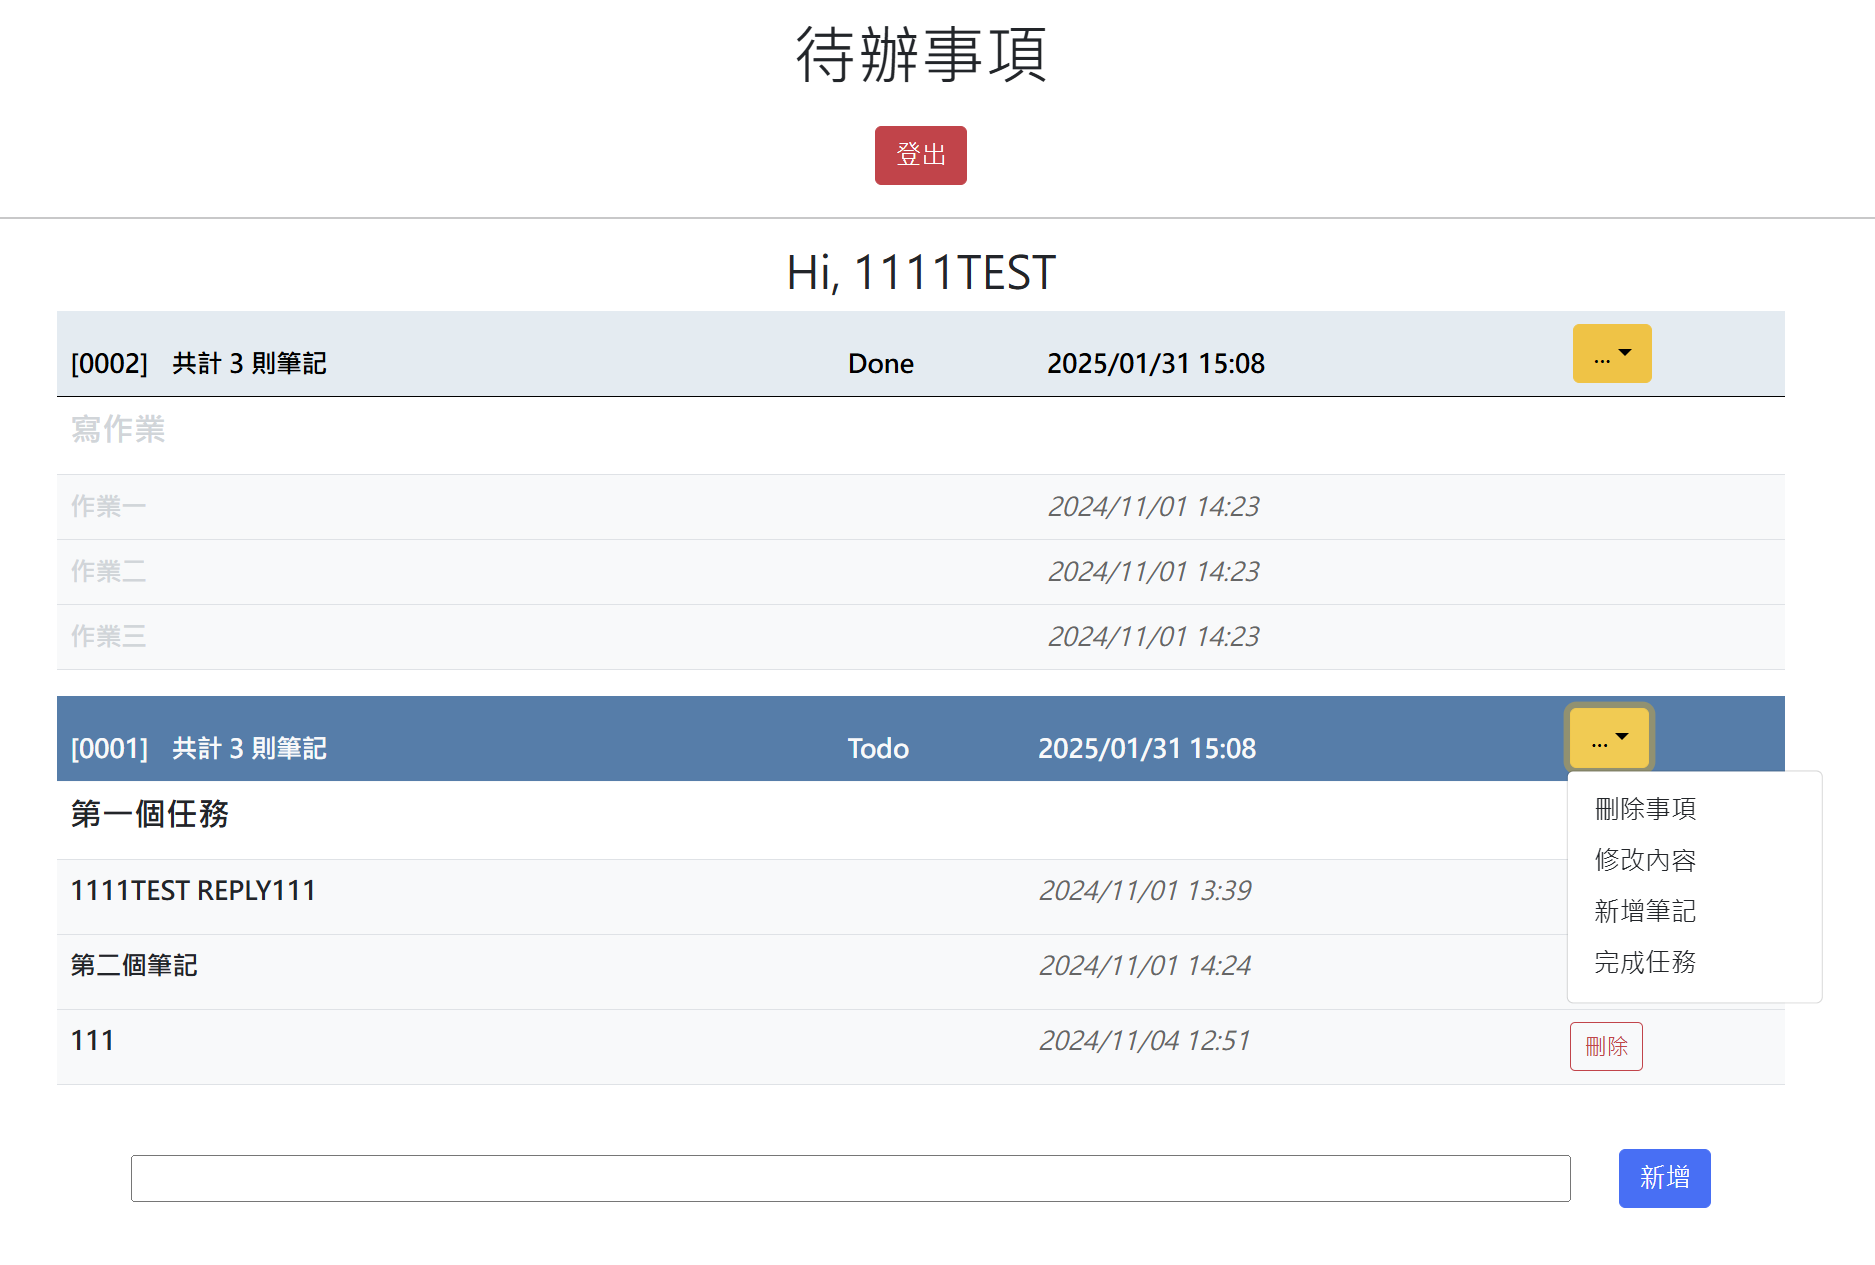 待辦事項
登出
Hi, 1111TEST
[0002] 共計 3 則筆記 Done 2025/01/31 15:08 ...
寫作業
作業一 2024/11/01 14:23
作業二 2024/11/01 14:23
作業三 2024/11/01 14:23
[0001] 共計 3 則筆記 Todo 2025/01/31 15:08 ...
第一個任務
1111TEST REPLY111 2024/11/01 13:39
第二個筆記 2024/11/01 14:24
111 2024/11/04 12:51 刪除
刪除事項
修改內容
新增筆記
完成任務
新增